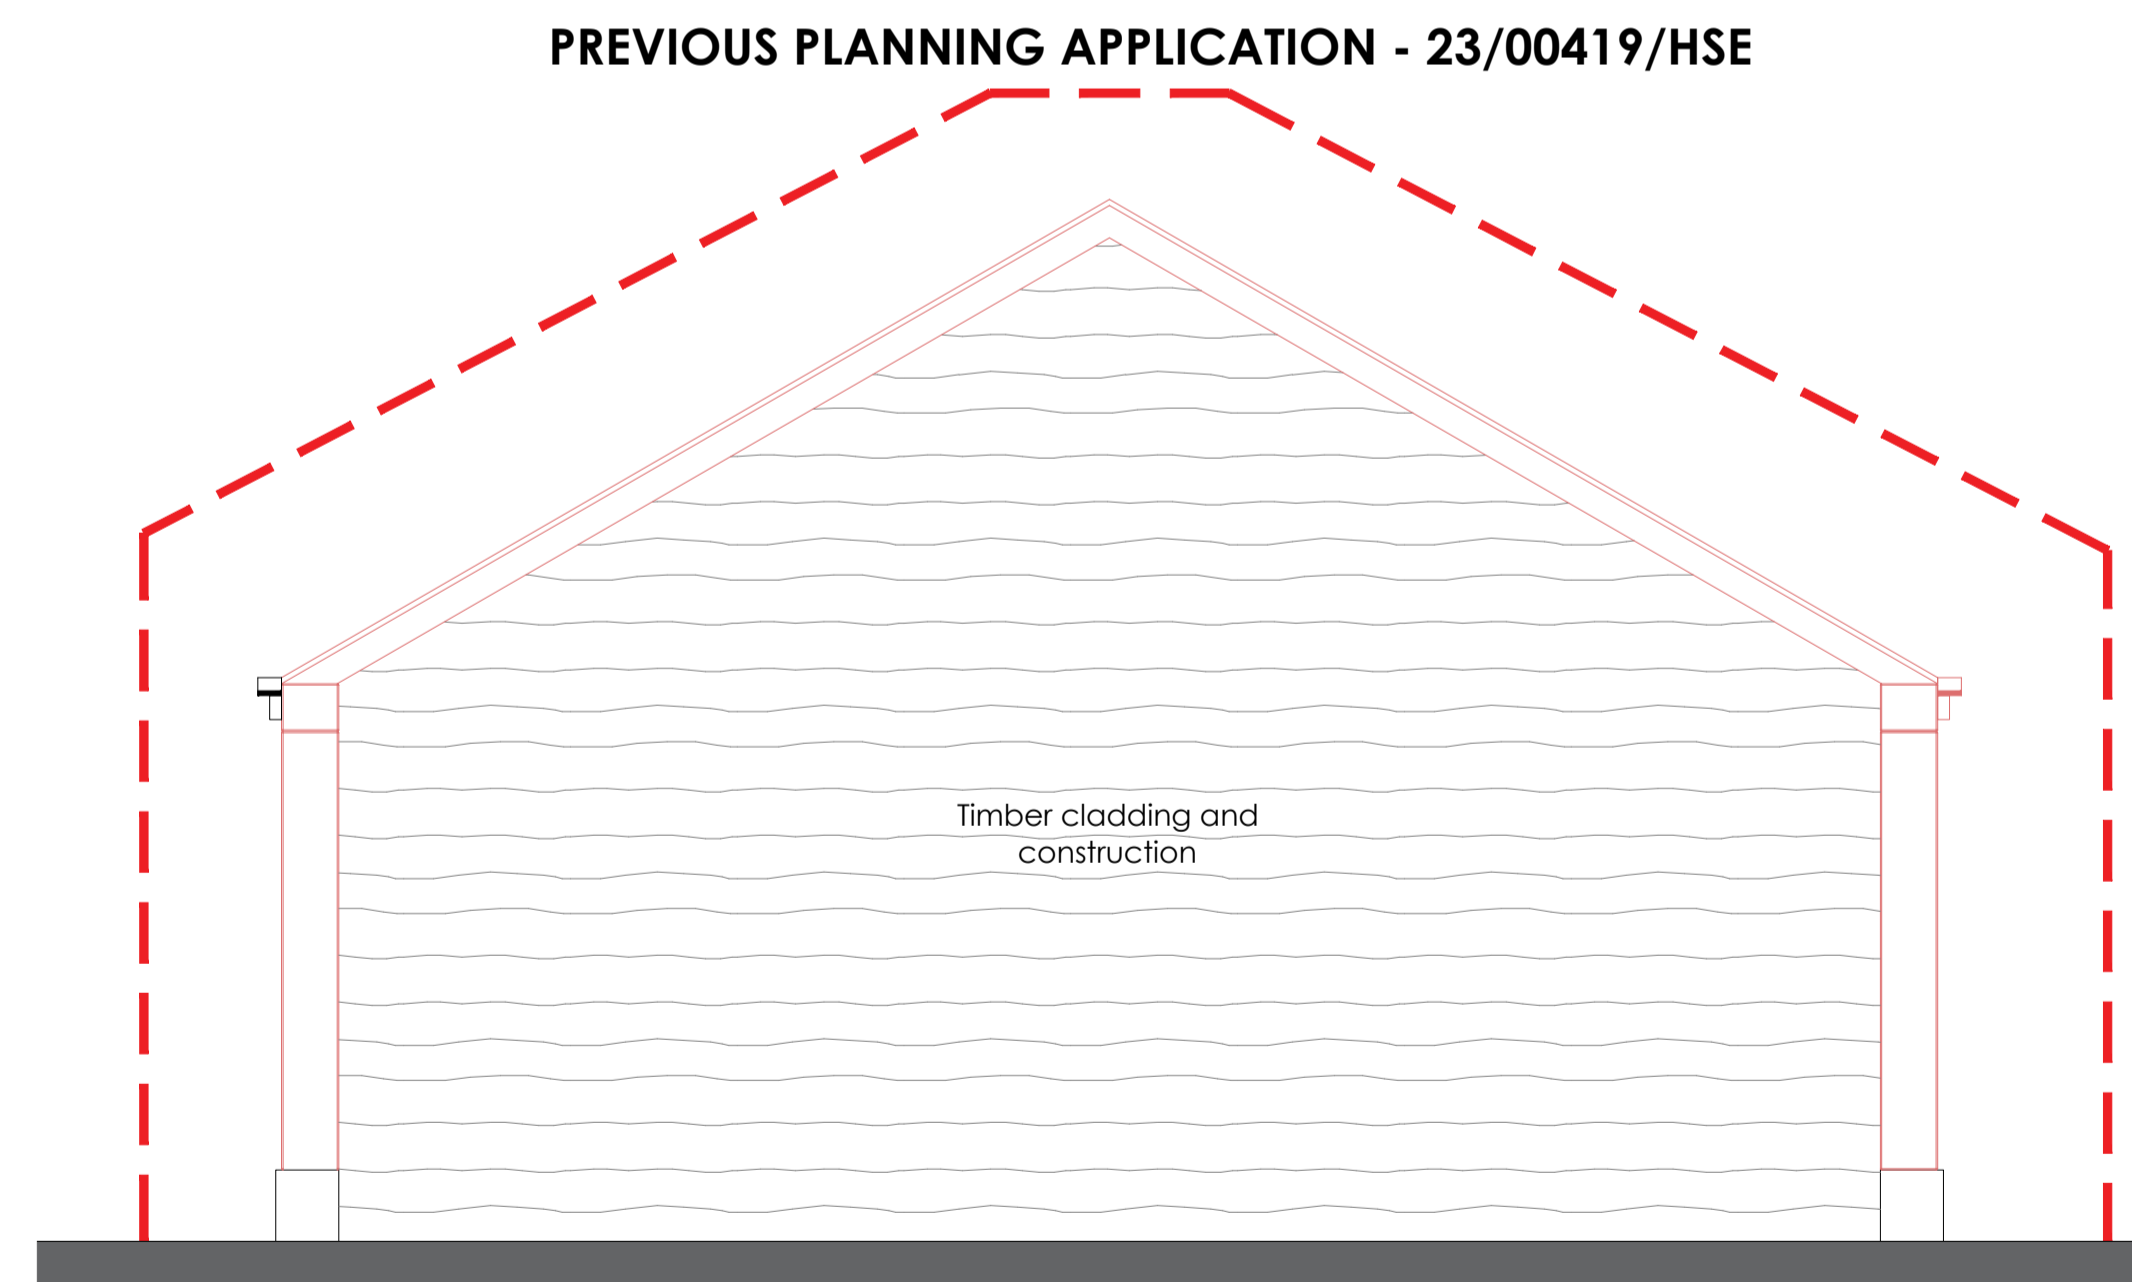 PREVIOUS PLANNING APPLICATION - 23/00419/HSE
Timber cladding and
construction